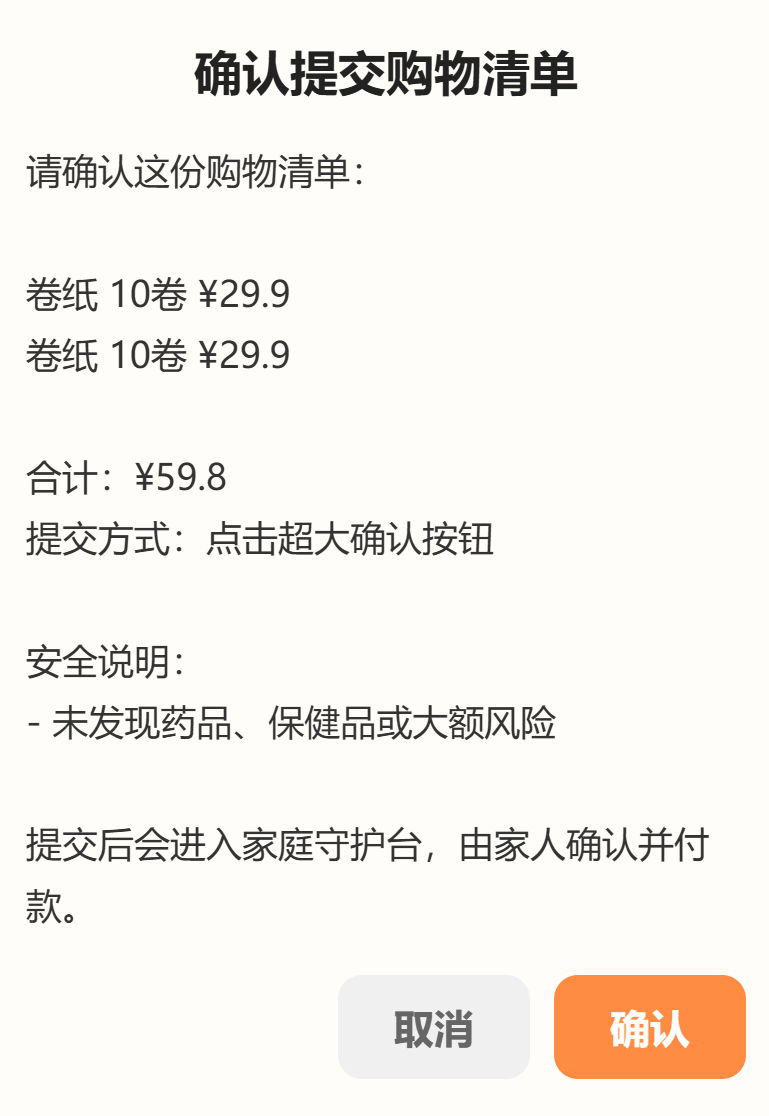 确认提交购物清单
请确认这份购物清单：
卷纸 10卷 ¥29.9
卷纸 10卷 ¥29.9
合计：¥59.8
提交方式：点击超大确认按钮
安全说明：
- 未发现药品、保健品或大额风险
提交后会进入家庭守护台，由家人确认并付
款。
取消 确认